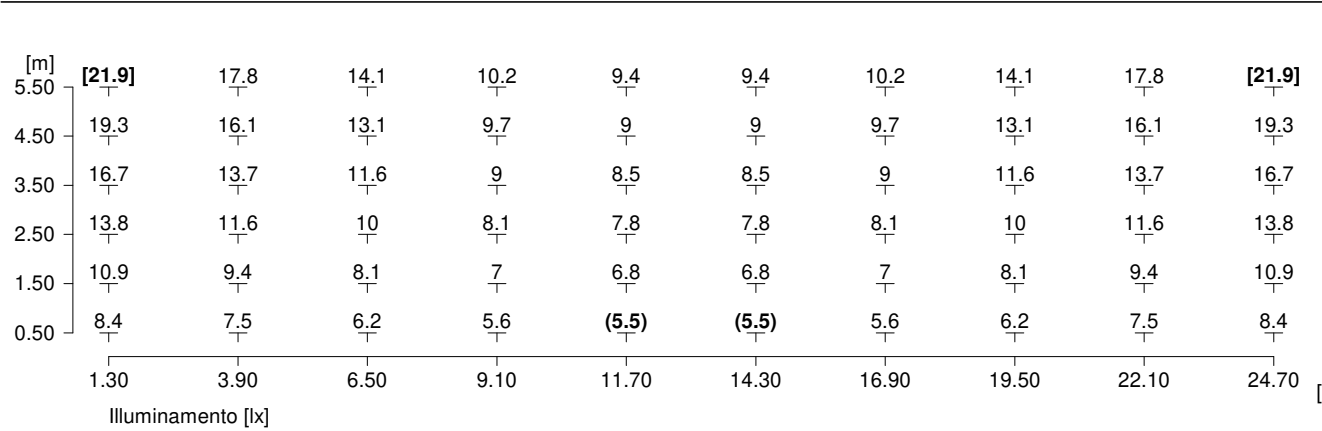 [m]
5.50 [21.9] 17.8 14.1 10.2 9.4 9.4 10.2 14.1 17.8 [21.9]
4.50 19.3 16.1 13.1 9.7 9 9 9.7 13.1 16.1 19.3
3.50 16.7 13.7 11.6 9 8.5 8.5 9 11.6 13.7 16.7
2.50 13.8 11.6 10 8.1 7.8 7.8 8.1 10 11.6 13.8
1.50 10.9 9.4 8.1 7 6.8 6.8 7 8.1 9.4 10.9
0.50 8.4 7.5 6.2 5.6 (5.5) (5.5) 5.6 6.2 7.5 8.4
1.30 3.90 6.50 9.10 11.70 14.30 16.90 19.50 22.10 24.70 [
Illuminamento [lx]